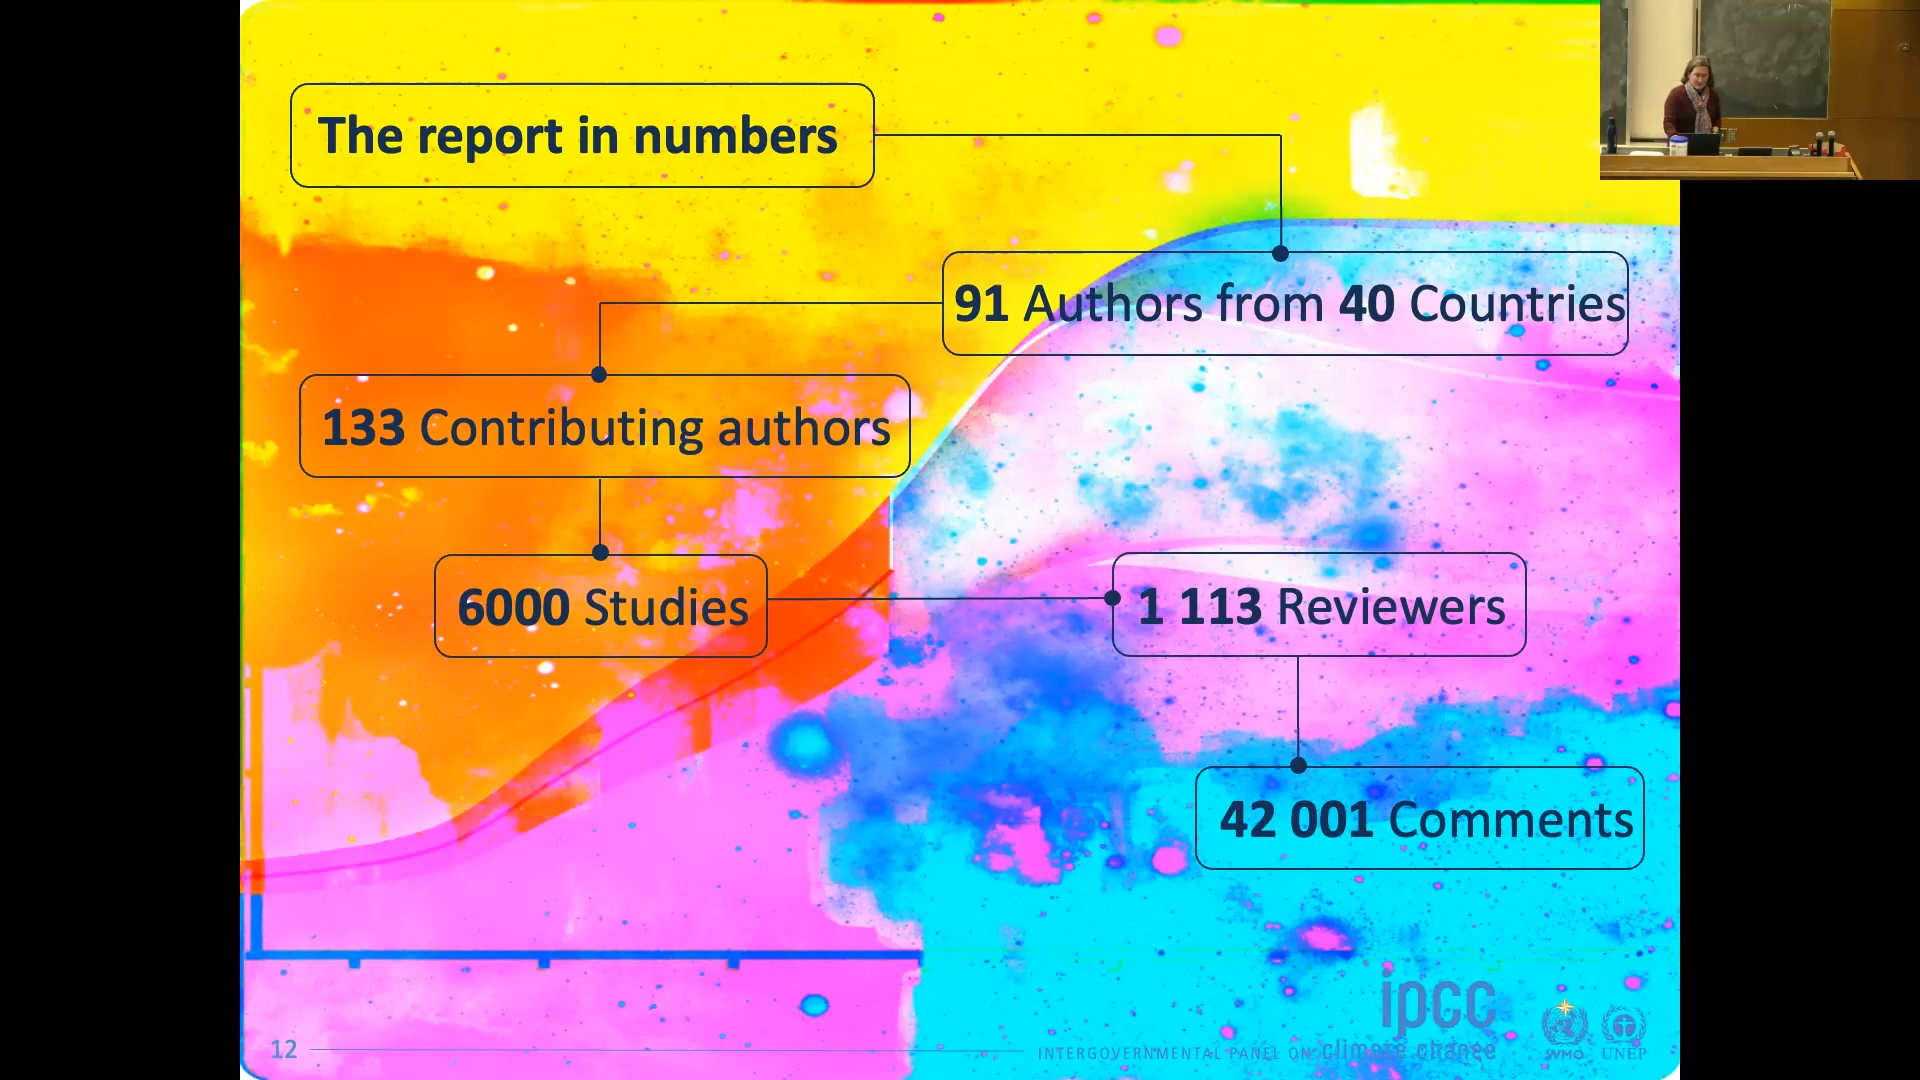 The report in numbers
91 Authors from 40 Countries
133 Contributing authors
6000 Studies
1 113 Reviewers
42 001 Comments
ipcc
12
INTERGOVERNMENTAL PANEL ON climate change
WMO
UNEP